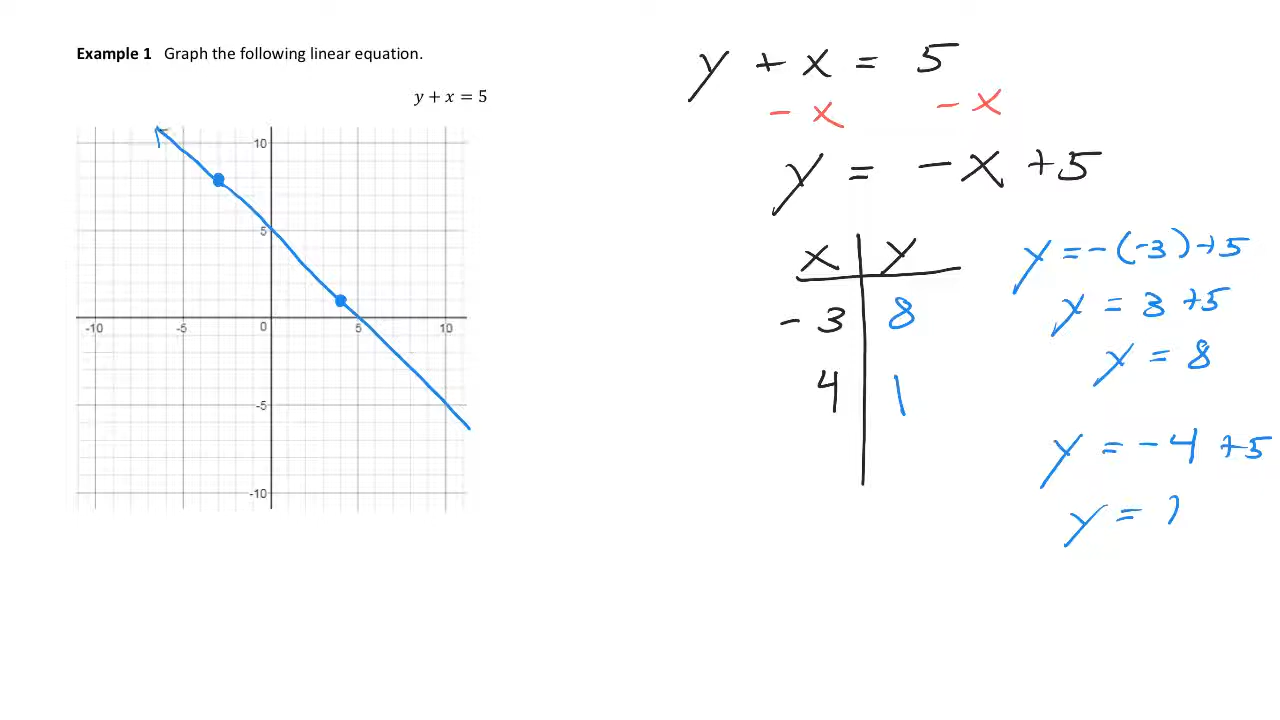 Example 1 Graph the following linear equation.
y + x = 5
10
5
-10 -5 0 5 10
-5
-10
y + x = 5
- x - x
y = - x + 5
x y
- 3 8
4 1
y = - (-3) + 5
y = 3 + 5
y = 8
y = - 4 + 5
y = 1